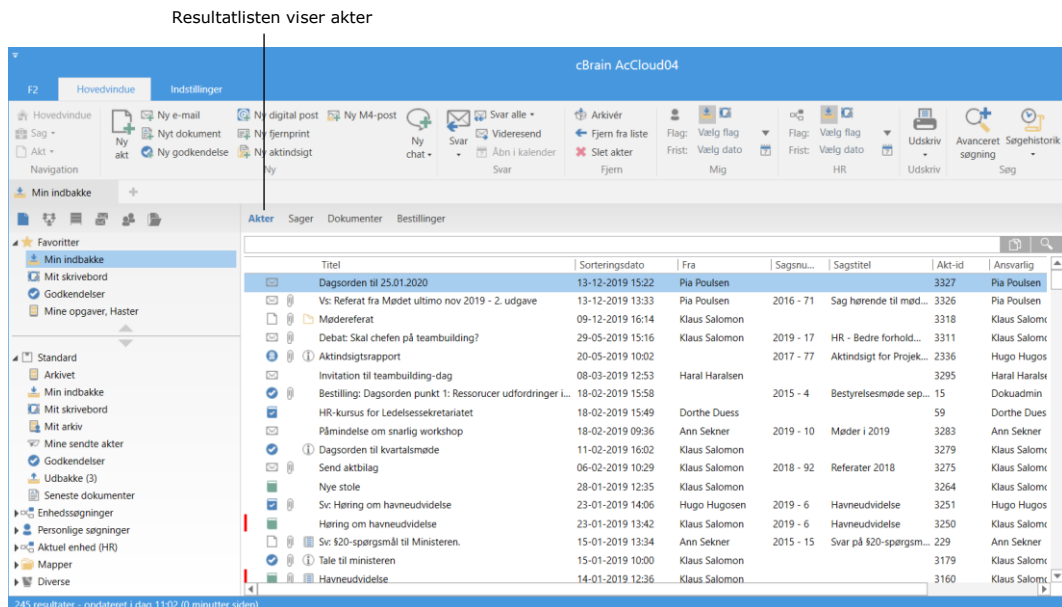 Resultatlisten viser akter
cBrain AcCloud04
F2 Hovedvindue Indstillinger
Hovedvindue Ny e-mail Ny digital post Ny M4-post Svar alle Arkivér Flag: Vælg flag Flag: Vælg flag
Sag Nyt dokument Ny fjernprint Videresend Fjern fra liste Frist: Vælg dato Frist: Vælg dato
Akt Ny akt Ny godkendelse Ny aktindsigt Ny chat Svar Åbn i kalender Slet akter Udskriv Avanceret søgning Søgehistorik
Navigation Ny Svar Fjern Mig HR Udskriv Søg
Min indbakke
Akter Sager Dokumenter Bestillinger
Favoritter
Min indbakke
Mit skrivebord
Godkendelser
Mine opgaver, Haster
Standard
Arkivet
Min indbakke
Mit skrivebord
Mit arkiv
Mine sendte akter
Godkendelser
Udbakke (3)
Seneste dokumenter
Enhedssøgninger
Personlige søgninger
Aktuel enhed (HR)
Mapper
Diverse
Titel Sorteringsdato Fra Sagsnu... Sagstitel Akt-id Ansvarlig
Dagsorden til 25.01.2020 13-12-2019 15:22 Pia Poulsen 3327 Pia Poulsen
Vs: Referat fra Mødet ultimo nov 2019 - 2. udgave 13-12-2019 13:33 Pia Poulsen 2016 - 71 Sag hørende til mød... 3326 Pia Poulsen
Mødereferat 09-12-2019 16:14 Klaus Salomon 3318 Klaus Salomo
Debat: Skal chefen på teambuilding? 29-05-2019 15:16 Klaus Salomon 2019 - 17 HR - Bedre forhold... 3311 Klaus Salomo
Aktindsigtsrapport 20-05-2019 10:02 2017 - 77 Aktindsigt for Projek... 2336 Hugo Hugos
Invitation til teambuilding-dag 08-03-2019 12:53 Haral Haralsen 3295 Haral Haralse
Bestilling: Dagsorden punkt 1: Ressorucer udfordringer i... 18-02-2019 15:58 2015 - 4 Bestyrelsesmøde sep... 15 Dokuadmin
HR-kursus for Ledelsessekretariatet 18-02-2019 15:49 Dorthe Duess 59 Dorthe Dues
Påmindelse om snarlig workshop 18-02-2019 09:36 Ann Sekner 2019 - 10 Møder i 2019 3283 Ann Sekner
Dagsorden til kvartalsmøde 11-02-2019 16:02 Klaus Salomon 3279 Klaus Salomo
Send aktbilag 06-02-2019 10:29 Klaus Salomon 2018 - 92 Referater 2018 3275 Klaus Salomo
Nye stole 28-01-2019 12:35 Klaus Salomon 3264 Klaus Salomo
Sv: Høring om havneudvidelse 23-01-2019 14:06 Hugo Hugosen 2019 - 6 Havneudvidelse 3251 Hugo Hugos
Høring om havneudvidelse 23-01-2019 13:42 Klaus Salomon 2019 - 6 Havneudvidelse 3250 Klaus Salomo
Sv: §20-spørgsmål til Ministeren. 15-01-2019 13:34 Ann Sekner 2015 - 15 Svar på §20-spørgsm... 229 Ann Sekner
Tale til ministeren 15-01-2019 10:00 Klaus Salomon 3179 Klaus Salomo
Havneudvidelse 14-01-2019 12:36 Klaus Salomon 3160 Klaus Salomo
245 resultater - opdateret i dag 11:02 (0 minutter siden)